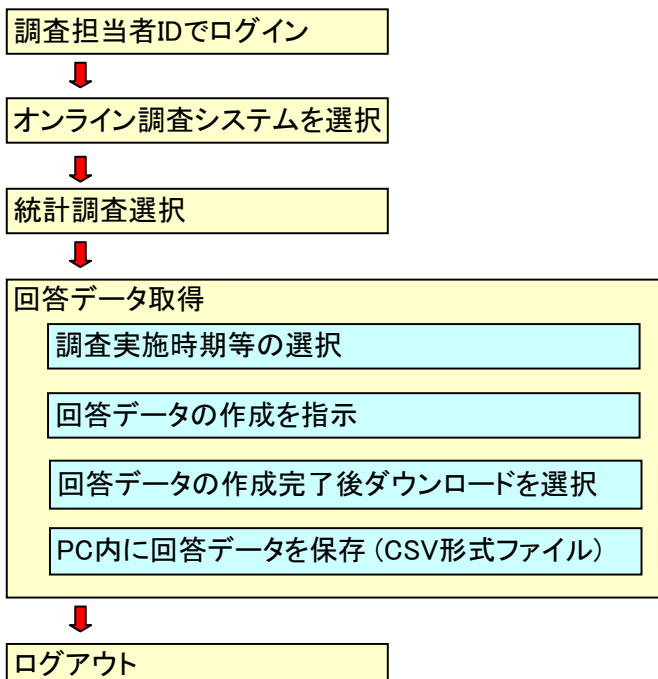 調査担当者IDでログイン
オンライン調査システムを選択
統計調査選択
回答データ取得
調査実施時期等の選択
回答データの作成を指示
回答データの作成完了後ダウンロードを選択
PC内に回答データを保存（CSV形式ファイル）
ログアウト